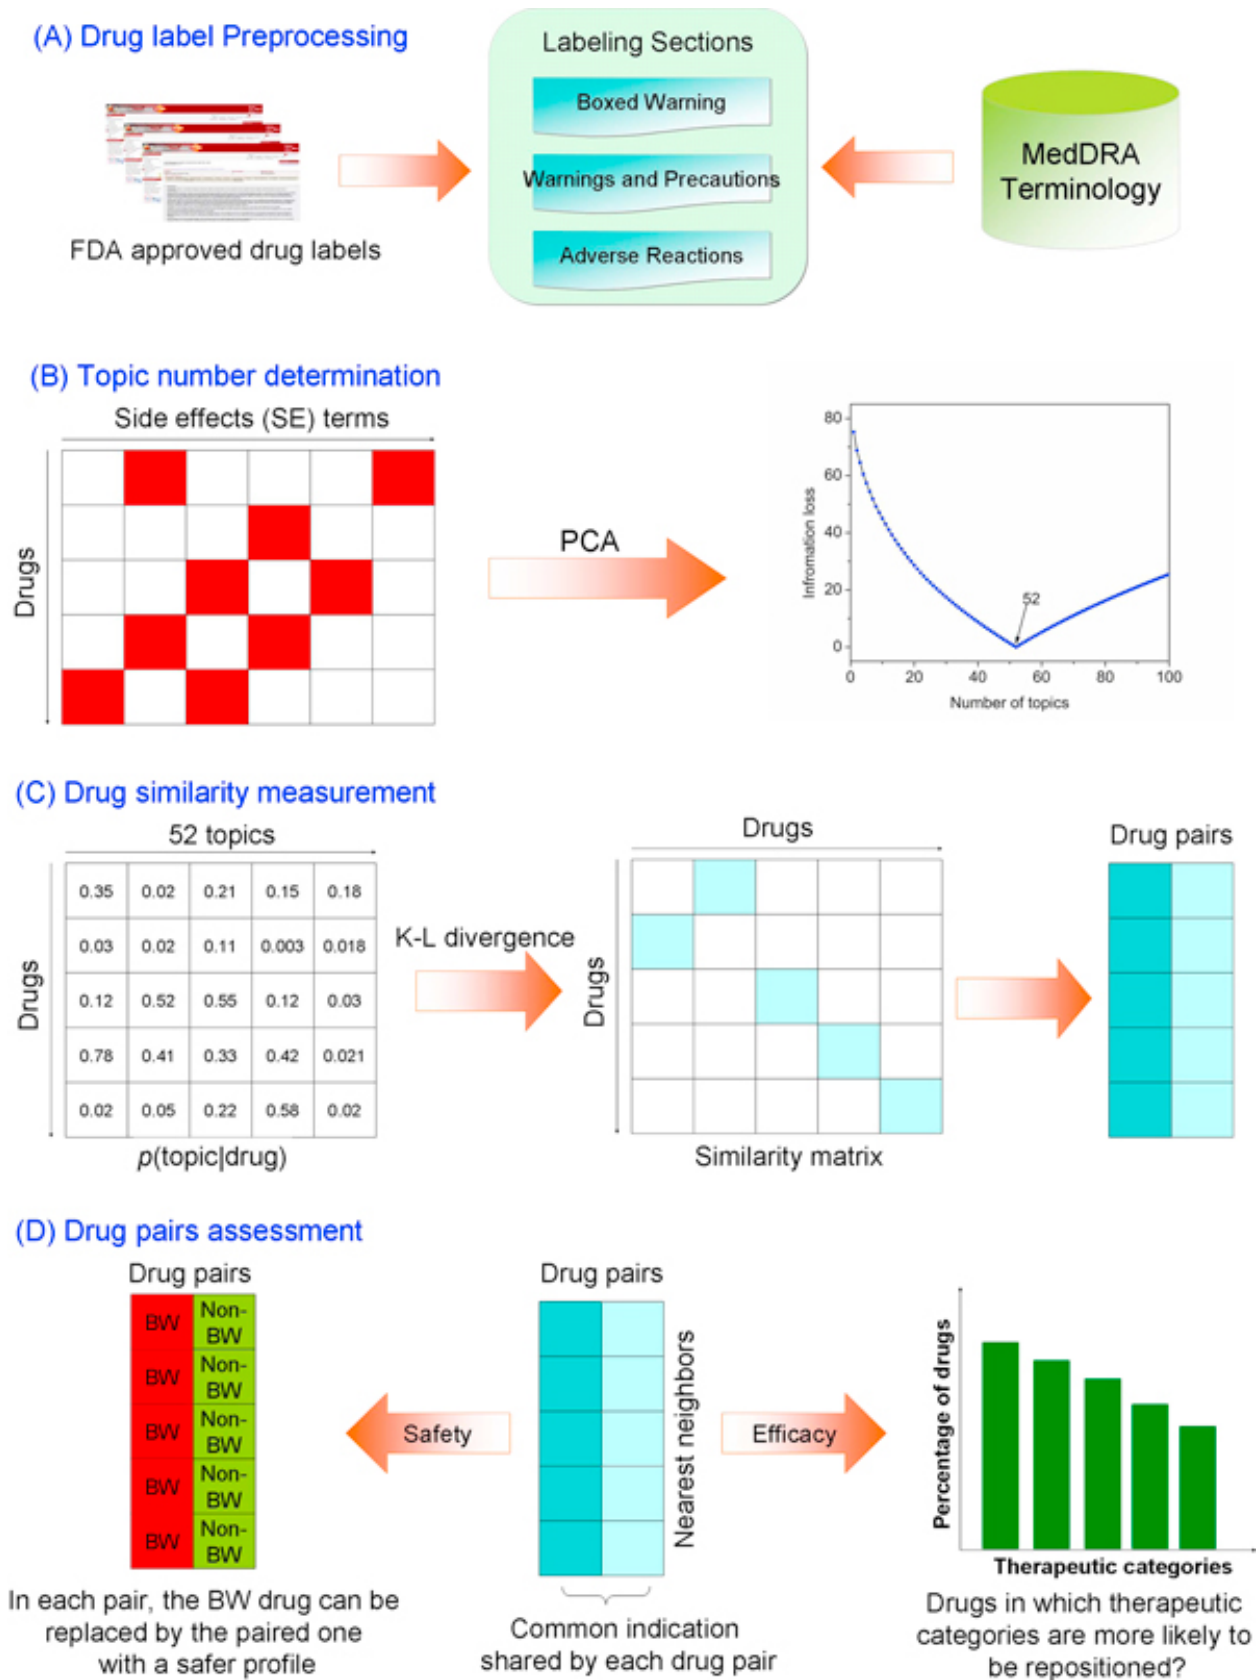 (A) Drug label Preprocessing
Labeling Sections
Boxed Warning
Warnings and Precautions
Adverse Reactions
FDA approved drug labels
MedDRA
Terminology
(B) Topic number determination
Side effects (SE) terms
Drugs
PCA
80
60
40
20
0
Infromation loss
52
0
20
40
60
80
100
Number of topics
(C) Drug similarity measurement
52 topics
Drugs
0.35 0.02 0.21 0.15 0.18
0.03 0.02 0.11 0.003 0.018
0.12 0.52 0.55 0.12 0.03
0.78 0.41 0.33 0.42 0.021
0.02 0.05 0.22 0.58 0.02
p(topic|drug)
K-L divergence
Drugs
Drugs
Similarity matrix
Drug pairs
(D) Drug pairs assessment
Drug pairs
BW Non-BW
BW Non-BW
BW Non-BW
BW Non-BW
BW Non-BW
In each pair, the BW drug can be
replaced by the paired one
with a safer profile
Safety
Drug pairs
Nearest neighbors
Common indication
shared by each drug pair
Efficacy
Percentage of drugs
Therapeutic categories
Drugs in which therapeutic
categories are more likely to
be repositioned?